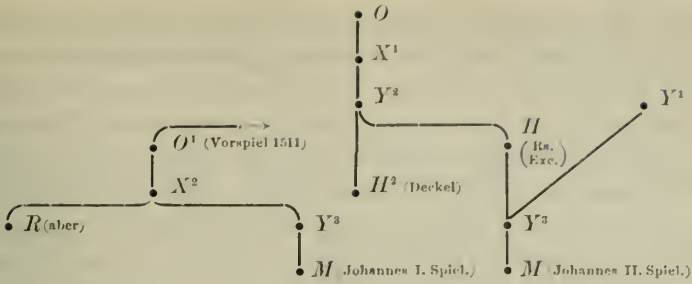 O
X¹
Y²
Y¹
O¹ (Vorspiel 1511)
H
(Rs. Exc.)
X²
H² (Deckel)
R (aber)
Y³
Y³
M Johannes I. Spiel.)
M (Johannes II. Spiel.)